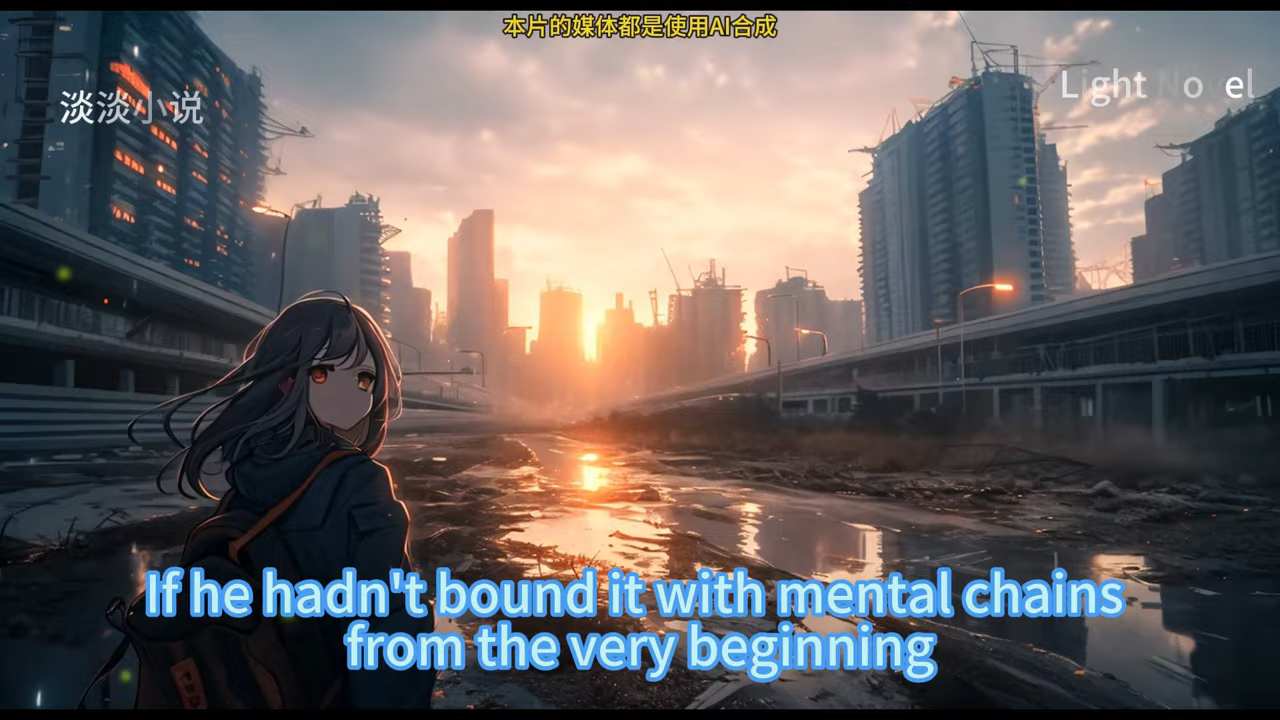 本片的媒体都是使用AI合成
淡淡小说
Light Novel
If he hadn't bound it with mental chains
from the very beginning